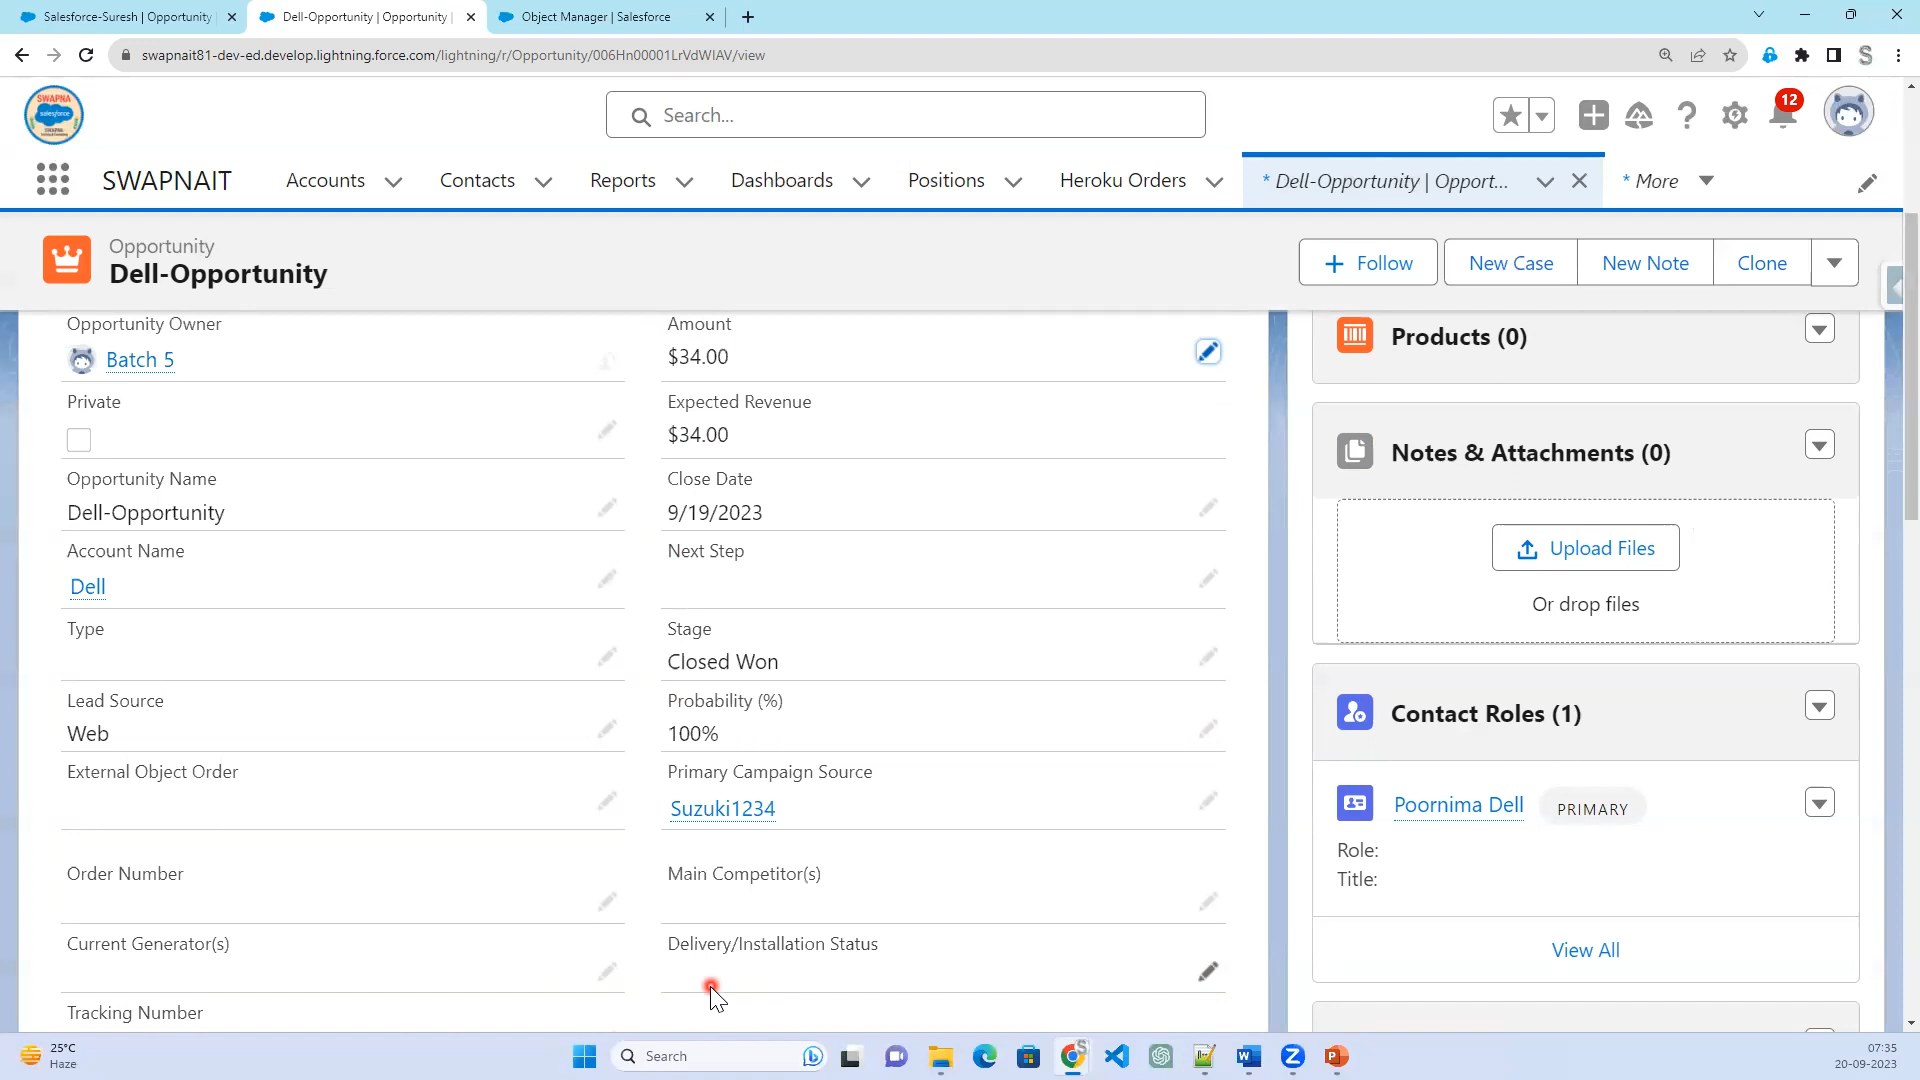 Salesforce-Suresh | Opportunity
Dell-Opportunity | Opportunity |
Object Manager | Salesforce
swapnait81-dev-ed.develop.lightning.force.com/lightning/r/Opportunity/006Hn00001LrVdWIAV/view
SWAPNA
salesforce
Search...
12
SWAPNAIT
Accounts
Contacts
Reports
Dashboards
Positions
Heroku Orders
* Dell-Opportunity | Opport...
* More
Opportunity
Dell-Opportunity
Follow
New Case
New Note
Clone
Opportunity Owner
Batch 5
Amount
$34.00
Private
Expected Revenue
$34.00
Opportunity Name
Dell-Opportunity
Close Date
9/19/2023
Account Name
Dell
Next Step
Type
Stage
Closed Won
Lead Source
Web
Probability (%)
100%
External Object Order
Primary Campaign Source
Suzuki1234
Order Number
Main Competitor(s)
Current Generator(s)
Delivery/Installation Status
Tracking Number
Products (0)
Notes & Attachments (0)
Upload Files
Or drop files
Contact Roles (1)
Poornima Dell
PRIMARY
Role:
Title:
View All
25°C
Haze
Search
07:35
20-09-2023